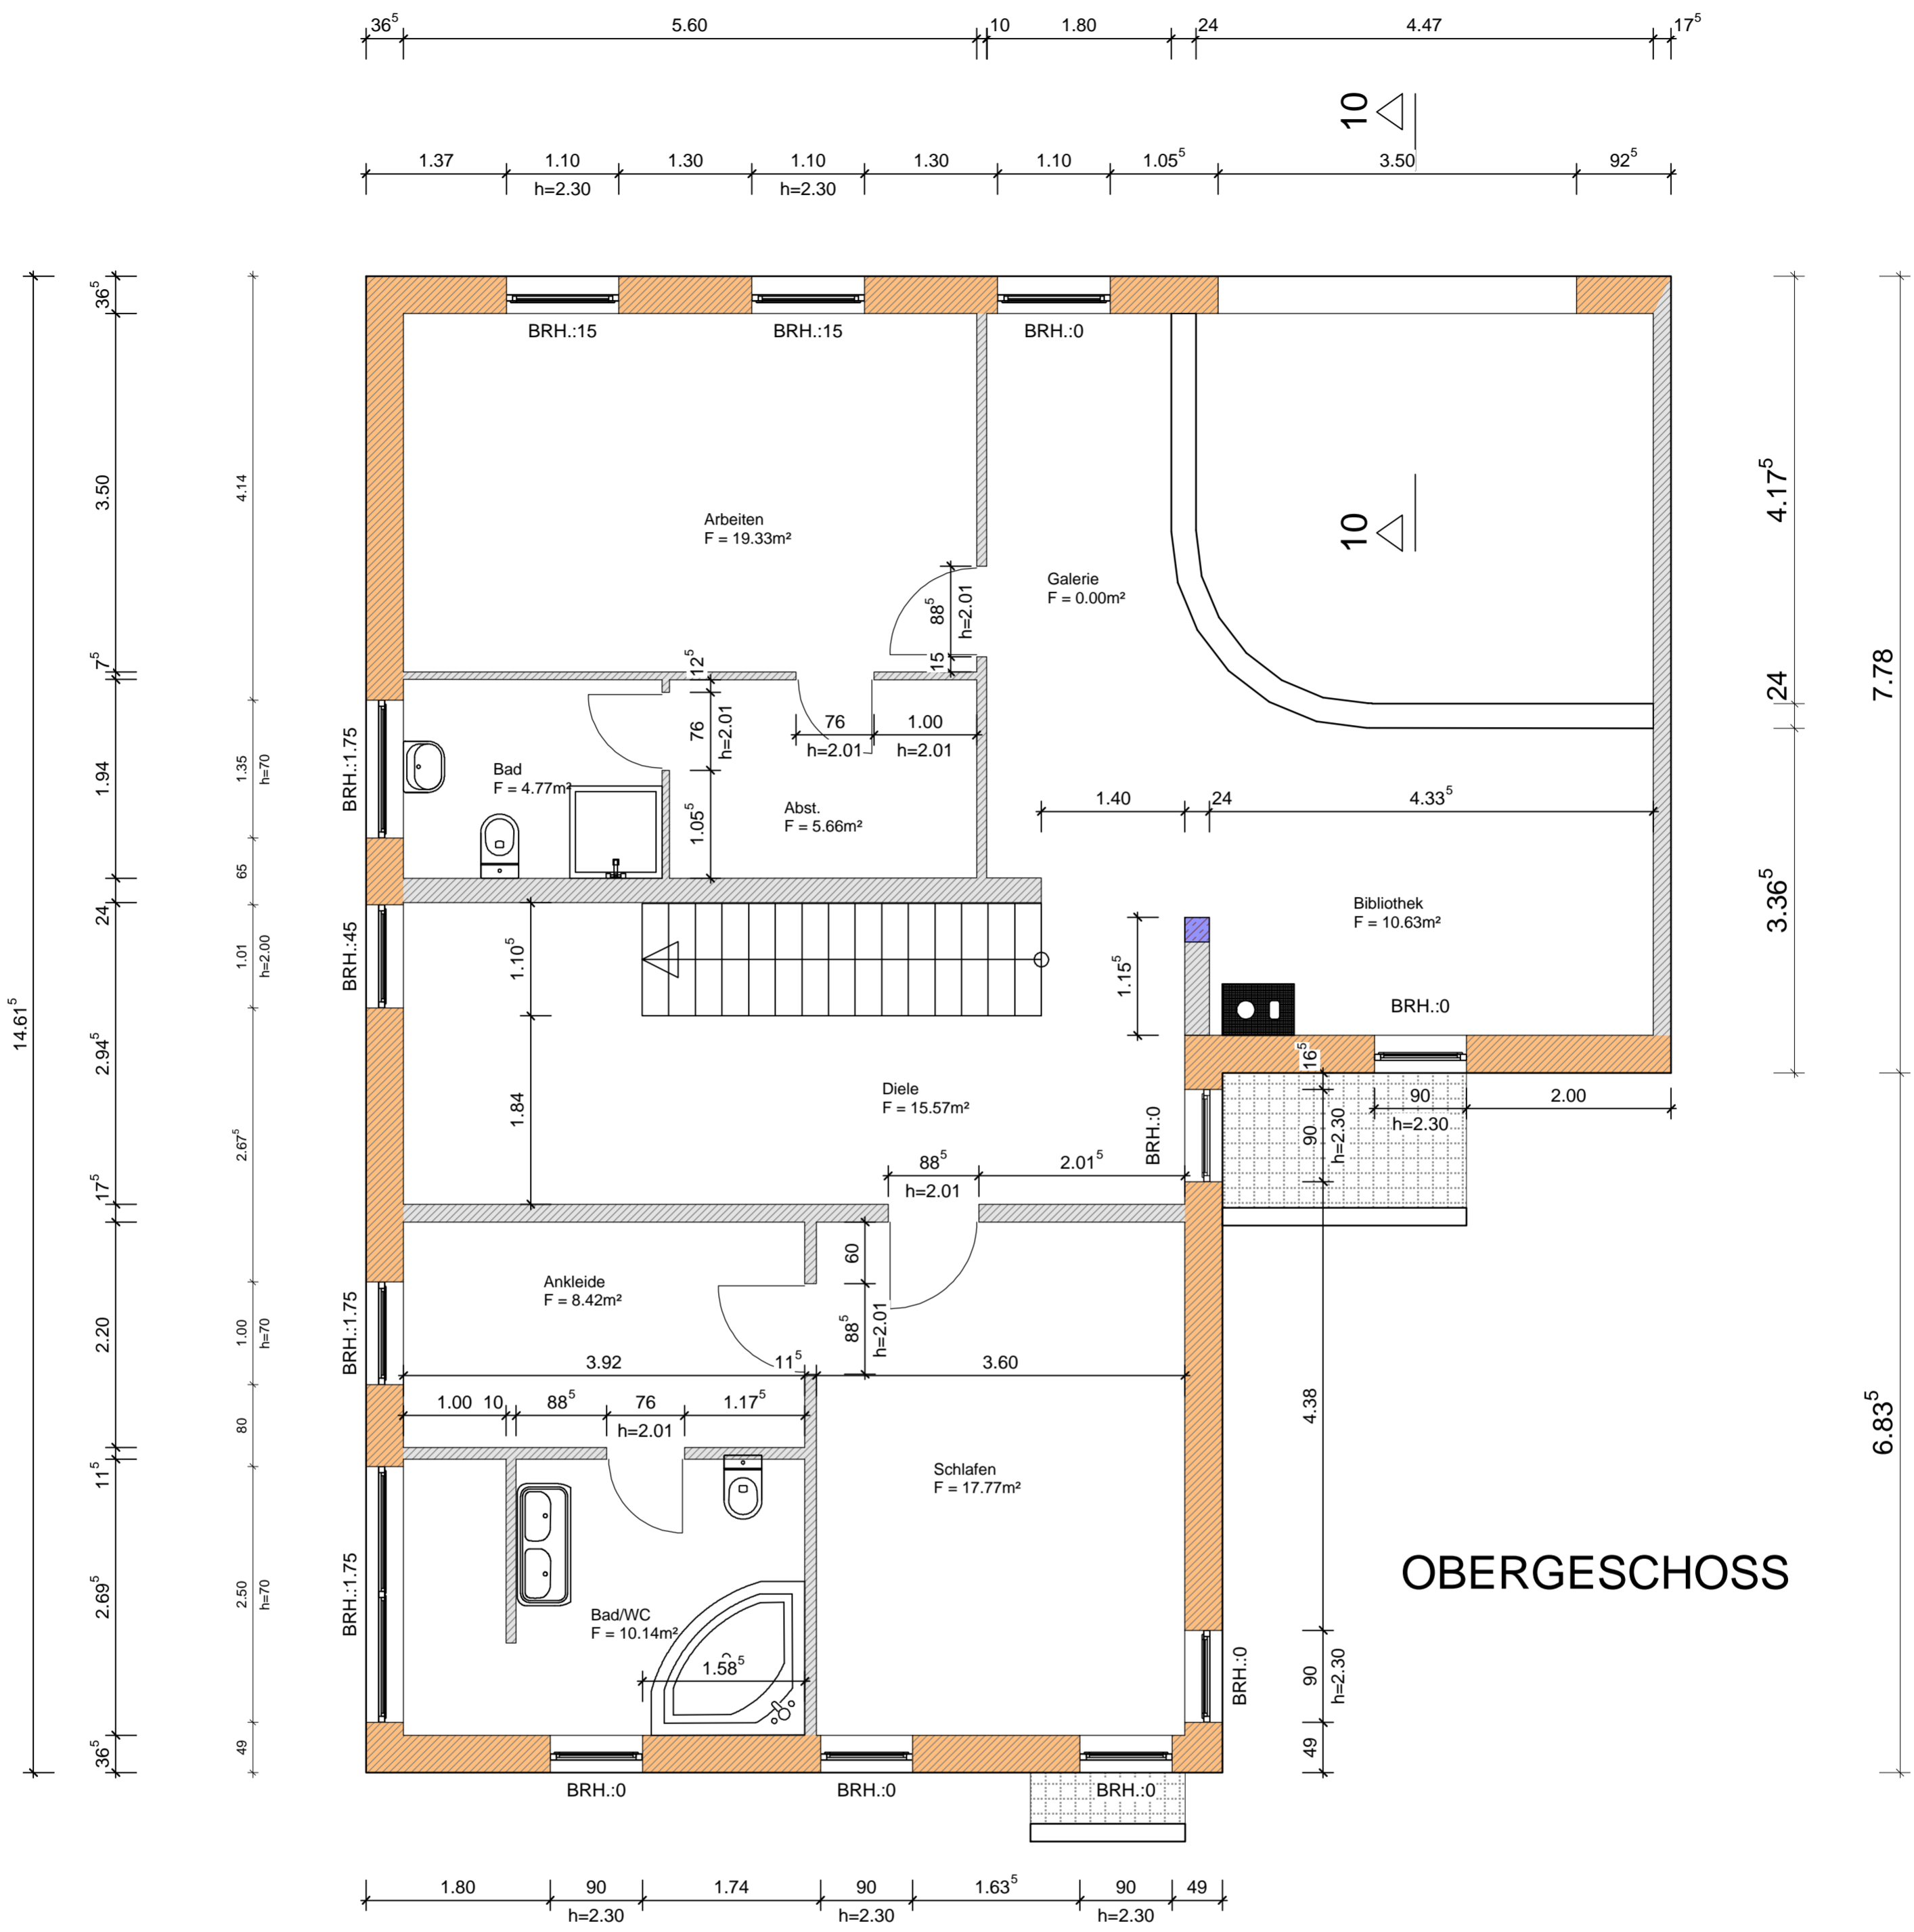 36⁵ 5.60 10 1.80 24 4.47 17⁵
10
1.37 1.10 1.30 1.10 1.30 1.10 1.05⁵ 3.50 92⁵
h=2.30 h=2.30
BRH.:15 BRH.:15 BRH.:0
36⁵
3.50
7⁵
1.94
24
2.94⁵
17⁵
2.20
11⁵
2.69⁵
36⁵
14.61⁵
4.14
1.35
h=70
65
1.01
h=2.00
2.67⁵
1.00
h=70
80
2.50
h=70
49
BRH.:1.75
BRH.:45
BRH.:1.75
BRH.:1.75
Arbeiten
F = 19.33m²
88⁵
h=2.01
15
Galerie
F = 0.00m²
10
4.17⁵
24
3.36⁵
7.78
6.83⁵
12⁵
76
h=2.01
1.05⁵
76 1.00
h=2.01 h=2.01
Bad
F = 4.77m²
Abst.
F = 5.66m²
1.40 24 4.33⁵
Bibliothek
F = 10.63m²
BRH.:0
1.10⁵
1.84
1.15⁵
Diele
F = 15.57m²
BRH.:0
16⁵
90
h=2.30
90 2.00
h=2.30
88⁵ 2.01⁵
h=2.01
60
88⁵
h=2.01
Ankleide
F = 8.42m²
3.92 11⁵ 3.60
1.00 10 88⁵ 76 1.17⁵
h=2.01
4.38
Schlafen
F = 17.77m²
OBERGESCHOSS
Bad/WC
F = 10.14m²
1.58⁵
BRH.:0
90
h=2.30
49
BRH.:0 BRH.:0 BRH.:0
1.80 90 1.74 90 1.63⁵ 90 49
h=2.30 h=2.30 h=2.30